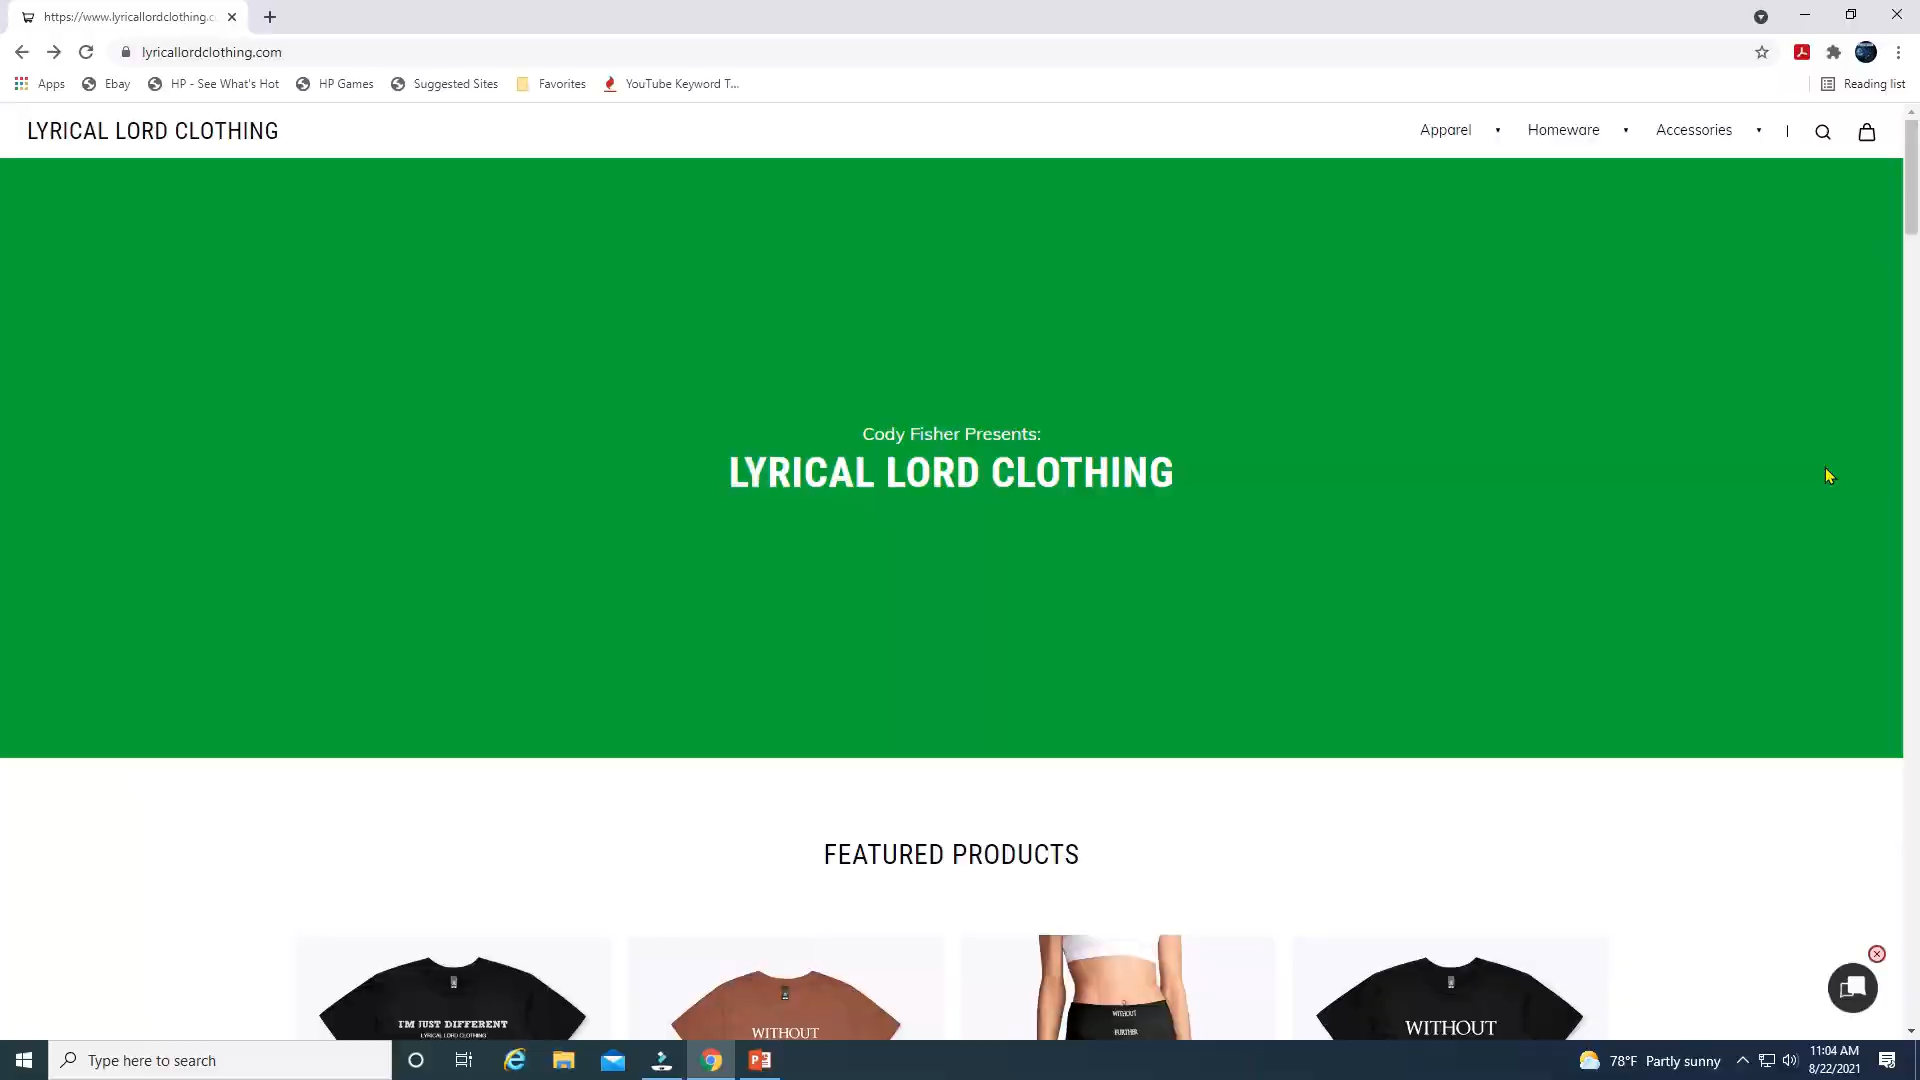 https://www.lyricallordclothing.c
lyricallordclothing.com
Apps Ebay HP - See What's Hot HP Games Suggested Sites Favorites YouTube Keyword T... Reading list
LYRICAL LORD CLOTHING Apparel Homeware Accessories
Cody Fisher Presents:
LYRICAL LORD CLOTHING
FEATURED PRODUCTS
I'M JUST DIFFERENT
LYRICAL LORD CLOTHING
WITHOUT
WITHOUT
FURTHER
WITHOUT
Type here to search
78°F Partly sunny
11:04 AM
8/22/2021